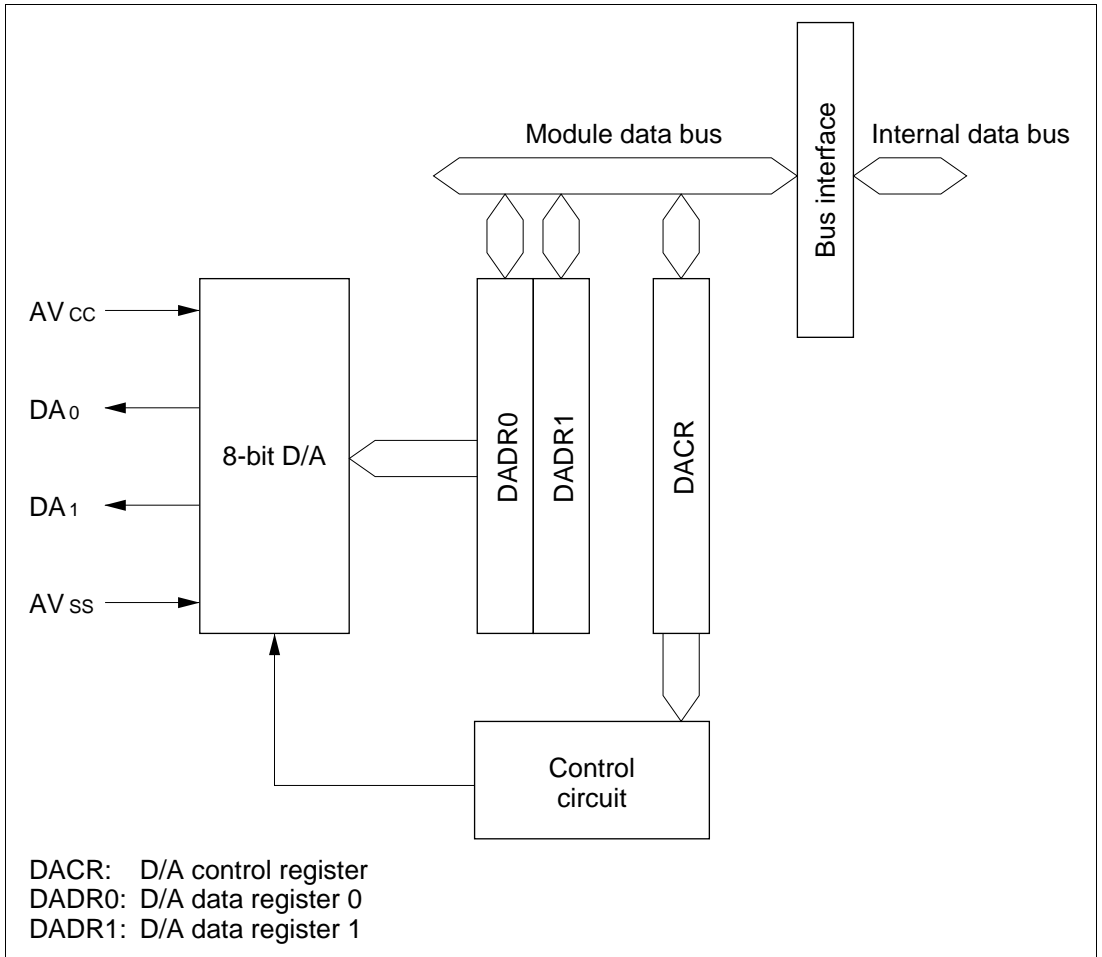 Module data bus
Internal data bus
Bus interface
AVCC
DA0
DA1
AVSS
8-bit D/A
DADR0
DADR1
DACR
Control
circuit
DACR: D/A control register
DADR0: D/A data register 0
DADR1: D/A data register 1